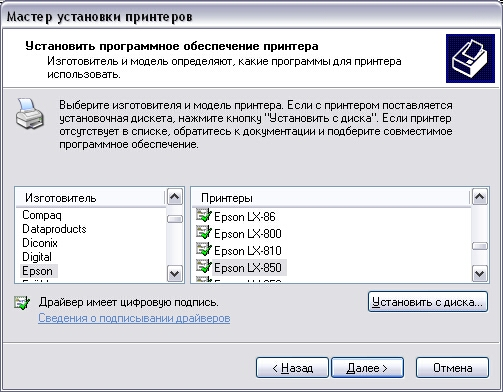 Мастер установки принтеров
Установить программное обеспечение принтера
Изготовитель и модель определяют, какие программы для принтера
использовать.
Выберите изготовителя и модель принтера. Если с принтером поставляется
установочная дискета, нажмите кнопку "Установить с диска". Если принтер
отсутствует в списке, обратитесь к документации и подберите совместимое
программное обеспечение.
Изготовитель
Compaq
Dataproducts
Diconix
Digital
Epson
Принтеры
Epson LX-86
Epson LX-800
Epson LX-810
Epson LX-850
Драйвер имеет цифровую подпись.
Сведения о подписывании драйверов
Установить с диска...
< Назад
Далее >
Отмена